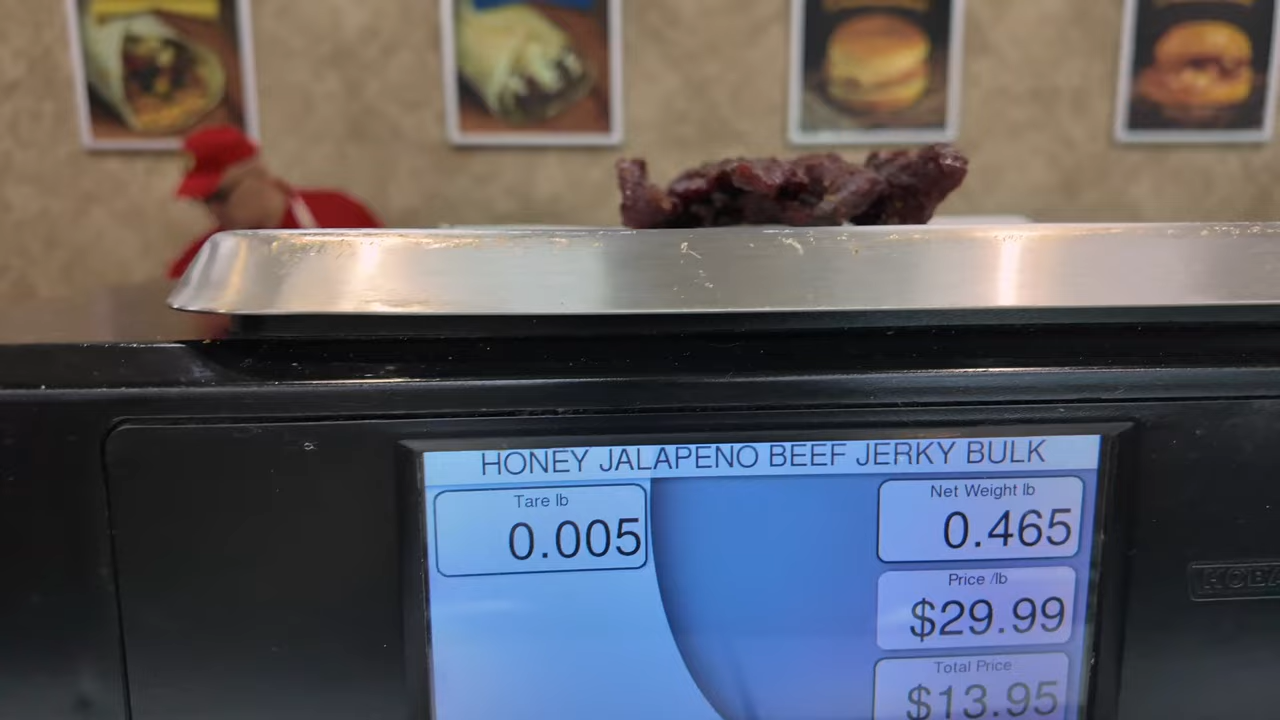 HONEY JALAPENO BEEF JERKY BULK
Tare lb
0.005
Net Weight lb
0.465
Price /lb
$29.99
Total Price
$13.95